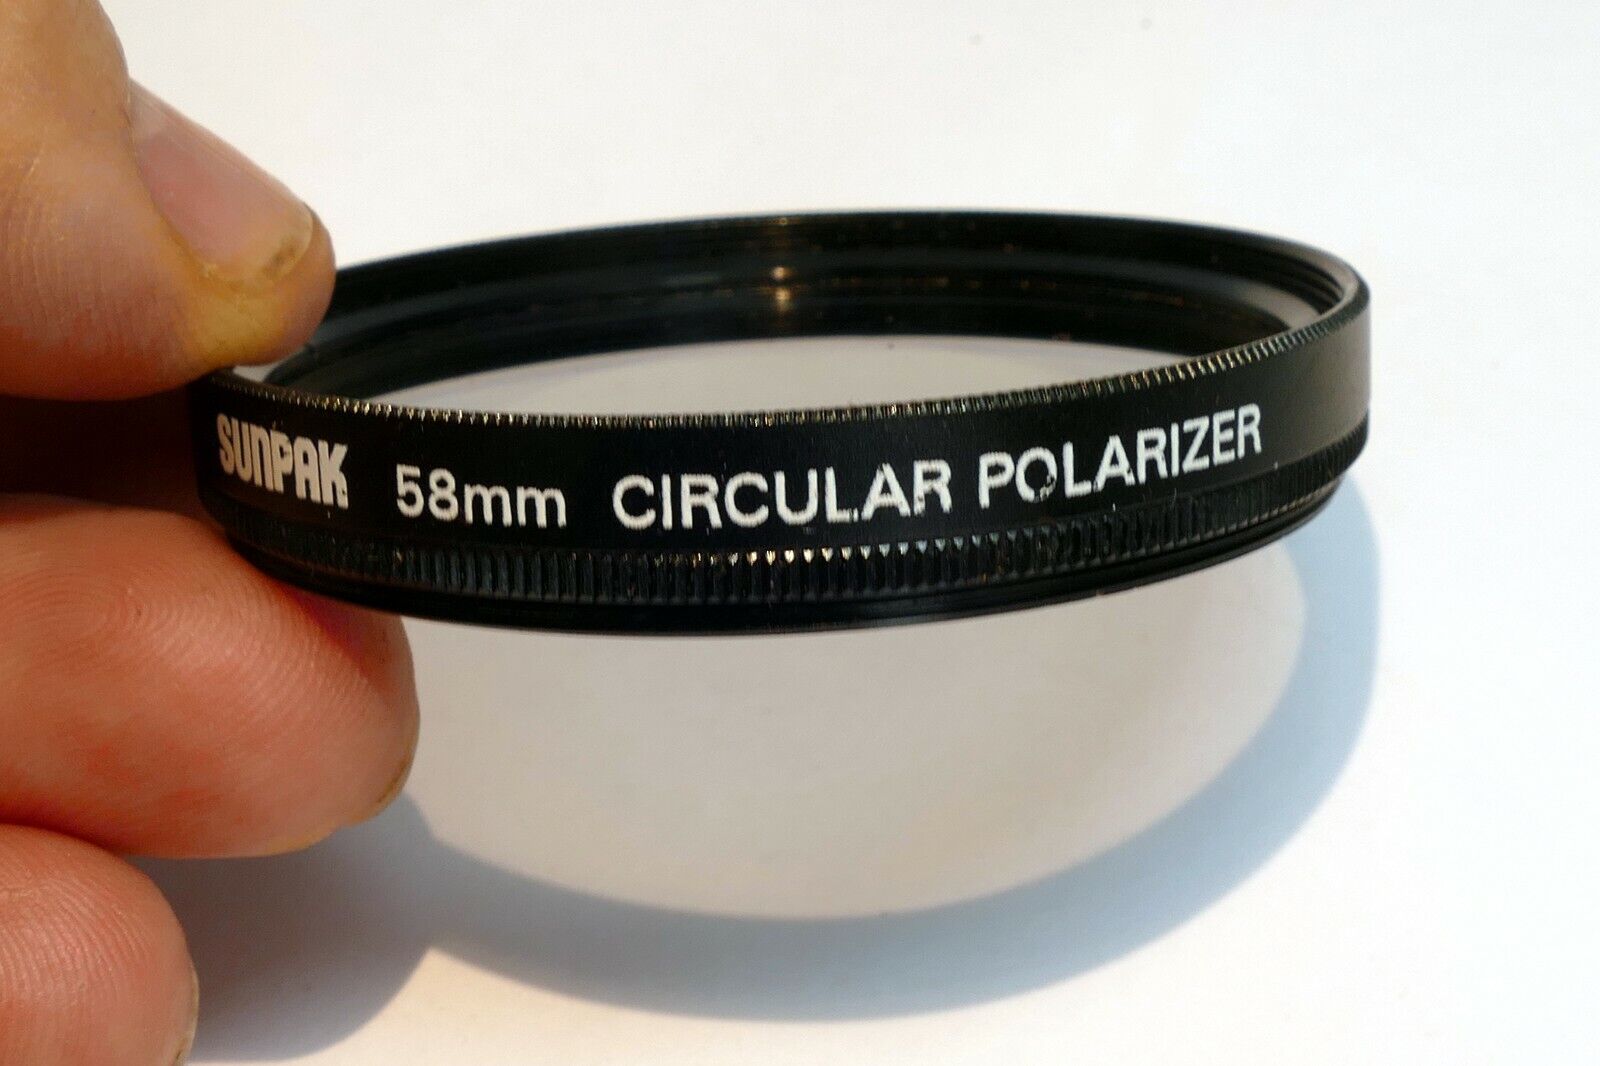 SUNPAK 58mm CIRCULAR POLARIZER